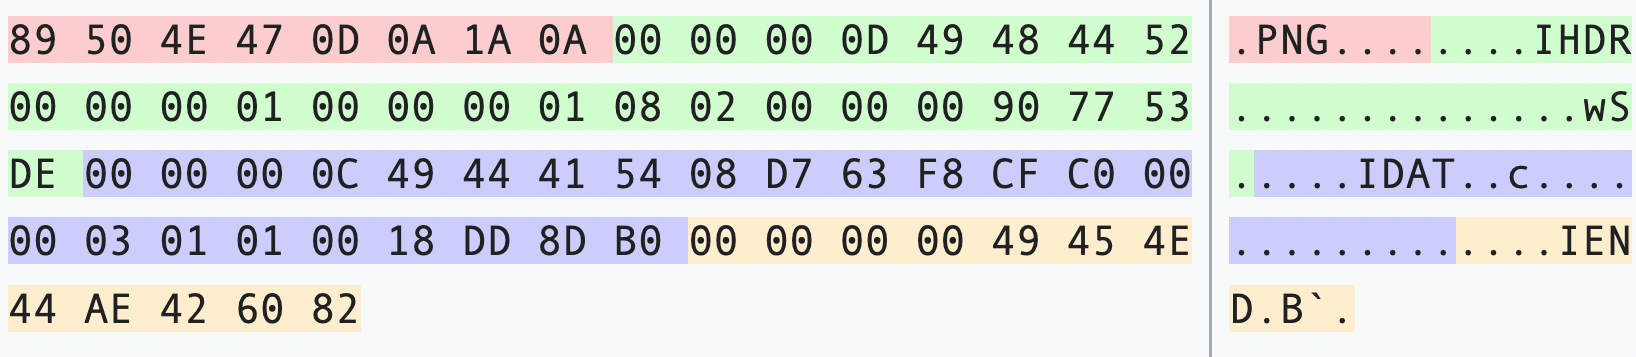 89 50 4E 47 0D 0A 1A 0A 00 00 00 0D 49 48 44 52 .PNG........IHDR
00 00 00 01 00 00 00 01 08 02 00 00 00 90 77 53 ..............wS
DE 00 00 00 0C 49 44 41 54 08 D7 63 F8 CF C0 00 .....IDAT..c....
00 03 01 01 00 18 DD 8D B0 00 00 00 00 49 45 4E .............IEN
44 AE 42 60 82 D.B`.